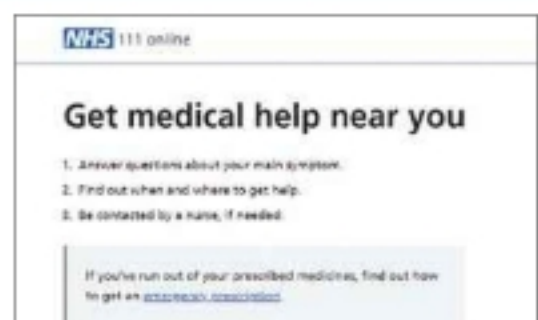 NHS 111 online
Get medical help near you
1. Answer questions about your main symptom.
2. Find out when and where to get help.
3. Be contacted by a nurse, if needed.
If you've run out of your prescribed medicines, find out how
to get an emergency prescription.